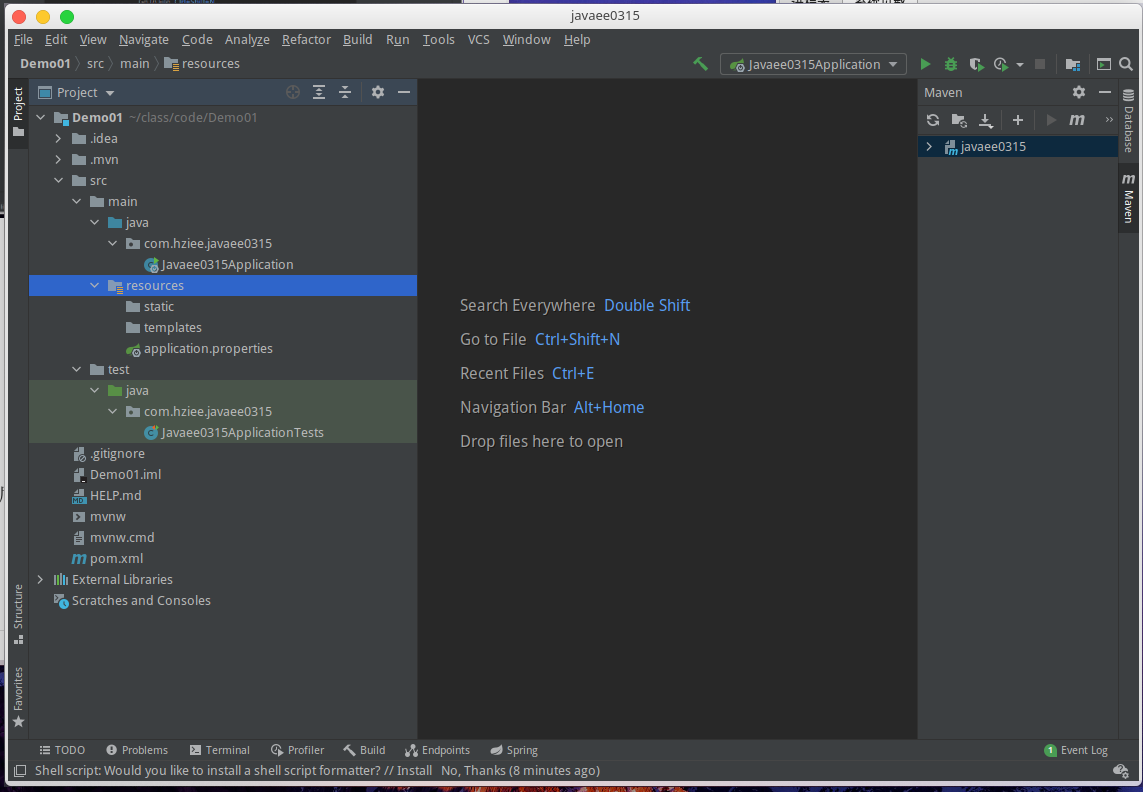 javaee0315
File Edit View Navigate Code Analyze Refactor Build Run Tools VCS Window Help
Demo01 src main resources
Javaee0315Application
Project
Project
Demo01 ~/class/code/Demo01
.idea
.mvn
src
main
java
com.hziee.javaee0315
Javaee0315Application
resources
static
templates
application.properties
test
java
com.hziee.javaee0315
Javaee0315ApplicationTests
.gitignore
Demo01.iml
HELP.md
mvnw
mvnw.cmd
pom.xml
External Libraries
Scratches and Consoles
Structure
Favorites
Search Everywhere Double Shift
Go to File Ctrl+Shift+N
Recent Files Ctrl+E
Navigation Bar Alt+Home
Drop files here to open
Maven
javaee0315
Database
Maven
TODO Problems Terminal Profiler Build Endpoints Spring
1 Event Log
Shell script: Would you like to install a shell script formatter? // Install No, Thanks (8 minutes ago)